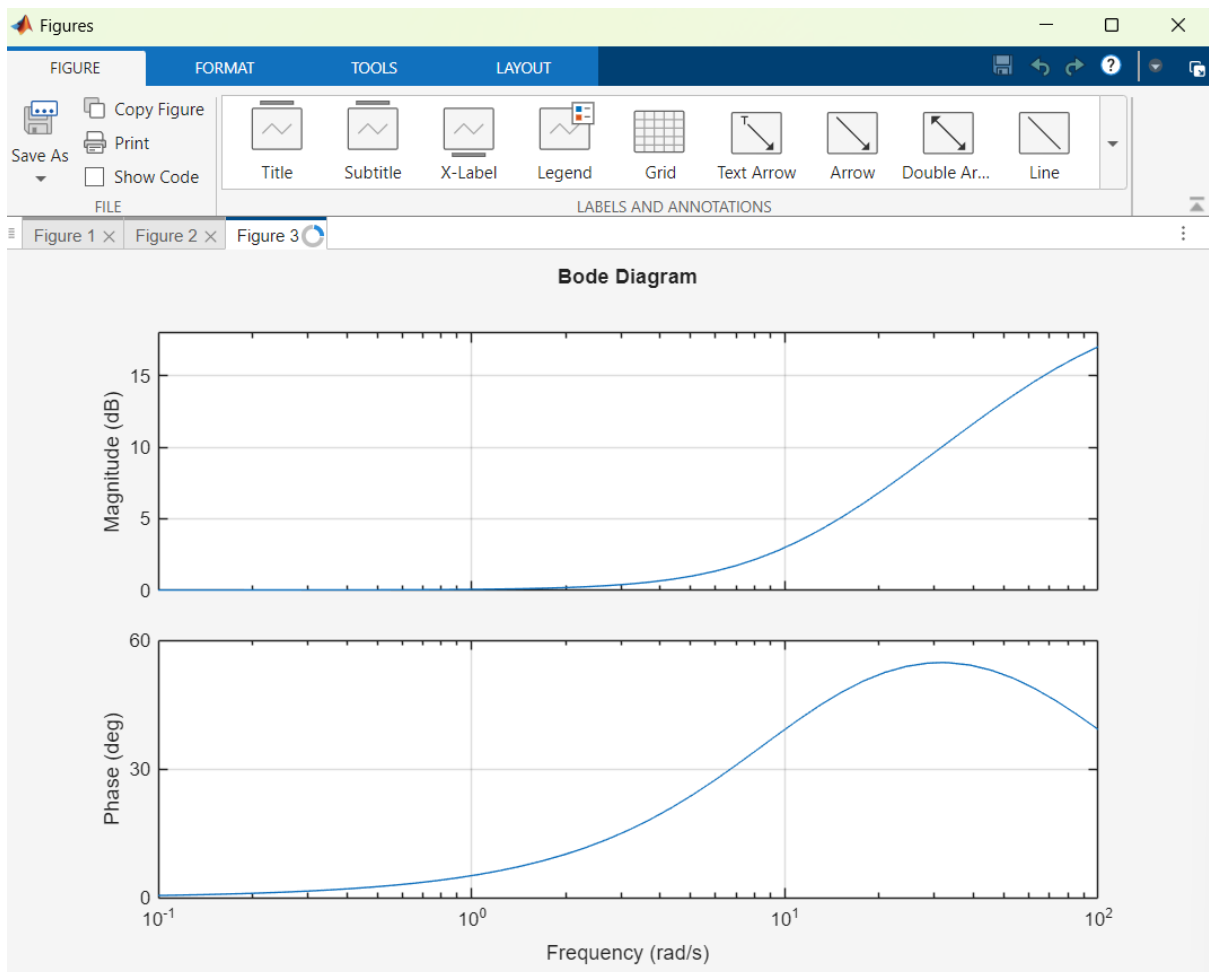 Figures
FIGURE FORMAT TOOLS LAYOUT
Save As
Copy Figure
Print
Show Code
FILE
Title Subtitle X-Label Legend Grid Text Arrow Arrow Double Ar... Line
LABELS AND ANNOTATIONS
Figure 1 Figure 2 Figure 3
Bode Diagram
Magnitude (dB)
15
10
5
0
Phase (deg)
60
30
0
10⁻¹ 10⁰ 10¹ 10²
Frequency (rad/s)